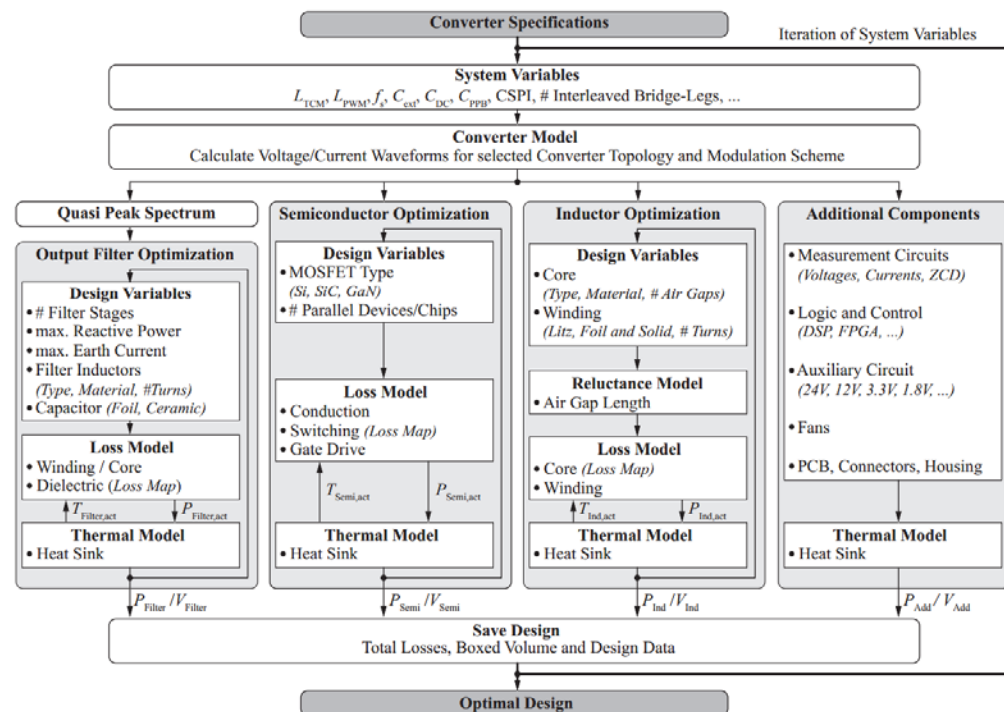 Converter Specifications
Iteration of System Variables
System Variables
L_TCM, L_PWM, f_s, C_ext, C_DC, C_PPB, CSPI, # Interleaved Bridge-Legs, ...
Converter Model
Calculate Voltage/Current Waveforms for selected Converter Topology and Modulation Scheme
Quasi Peak Spectrum
Output Filter Optimization
Design Variables
• # Filter Stages
• max. Reactive Power
• max. Earth Current
• Filter Inductors
(Type, Material, #Turns)
• Capacitor (Foil, Ceramic)
Loss Model
• Winding / Core
• Dielectric (Loss Map)
T_Filter,act
P_Filter,act
Thermal Model
• Heat Sink
P_Filter /V_Filter
Semiconductor Optimization
Design Variables
• MOSFET Type
(Si, SiC, GaN)
• # Parallel Devices/Chips
Loss Model
• Conduction
• Switching (Loss Map)
• Gate Drive
T_Semi,act
P_Semi,act
Thermal Model
• Heat Sink
P_Semi /V_Semi
Inductor Optimization
Design Variables
• Core
(Type, Material, # Air Gaps)
• Winding
(Litz, Foil and Solid, # Turns)
Reluctance Model
• Air Gap Length
Loss Model
• Core (Loss Map)
• Winding
T_Ind,act
P_Ind,act
Thermal Model
• Heat Sink
P_Ind /V_Ind
Additional Components
• Measurement Circuits
(Voltages, Currents, ZCD)
• Logic and Control
(DSP, FPGA, ...)
• Auxiliary Circuit
(24V, 12V, 3.3V, 1.8V, ...)
• Fans
• PCB, Connectors, Housing
Thermal Model
• Heat Sink
P_Add / V_Add
Save Design
Total Losses, Boxed Volume and Design Data
Optimal Design